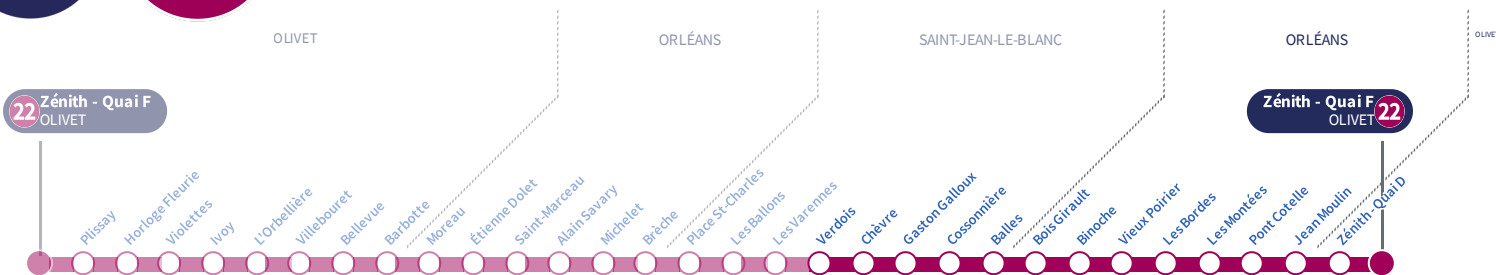 OLIVET
ORLÉANS
SAINT-JEAN-LE-BLANC
ORLÉANS
OLIVE
22 Zénith - Quai F
OLIVET
Zénith - Quai F 22
OLIVET
Plissay
Horloge Fleurie
Violettes
Ivoy
L'Orbellière
Villebouret
Bellevue
Barbotte
Moreau
Étienne Dolet
Saint-Marceau
Alain Savary
Michelet
Brèche
Place St-Charles
Les Ballons
Les Varennes
Verdois
Chèvre
Gaston Galloux
Cossonnière
Balles
Bois Girault
Binoche
Vieux Poirier
Les Bordes
Les Montées
Pont Cotelle
Jean Moulin
Zénith - Quai D